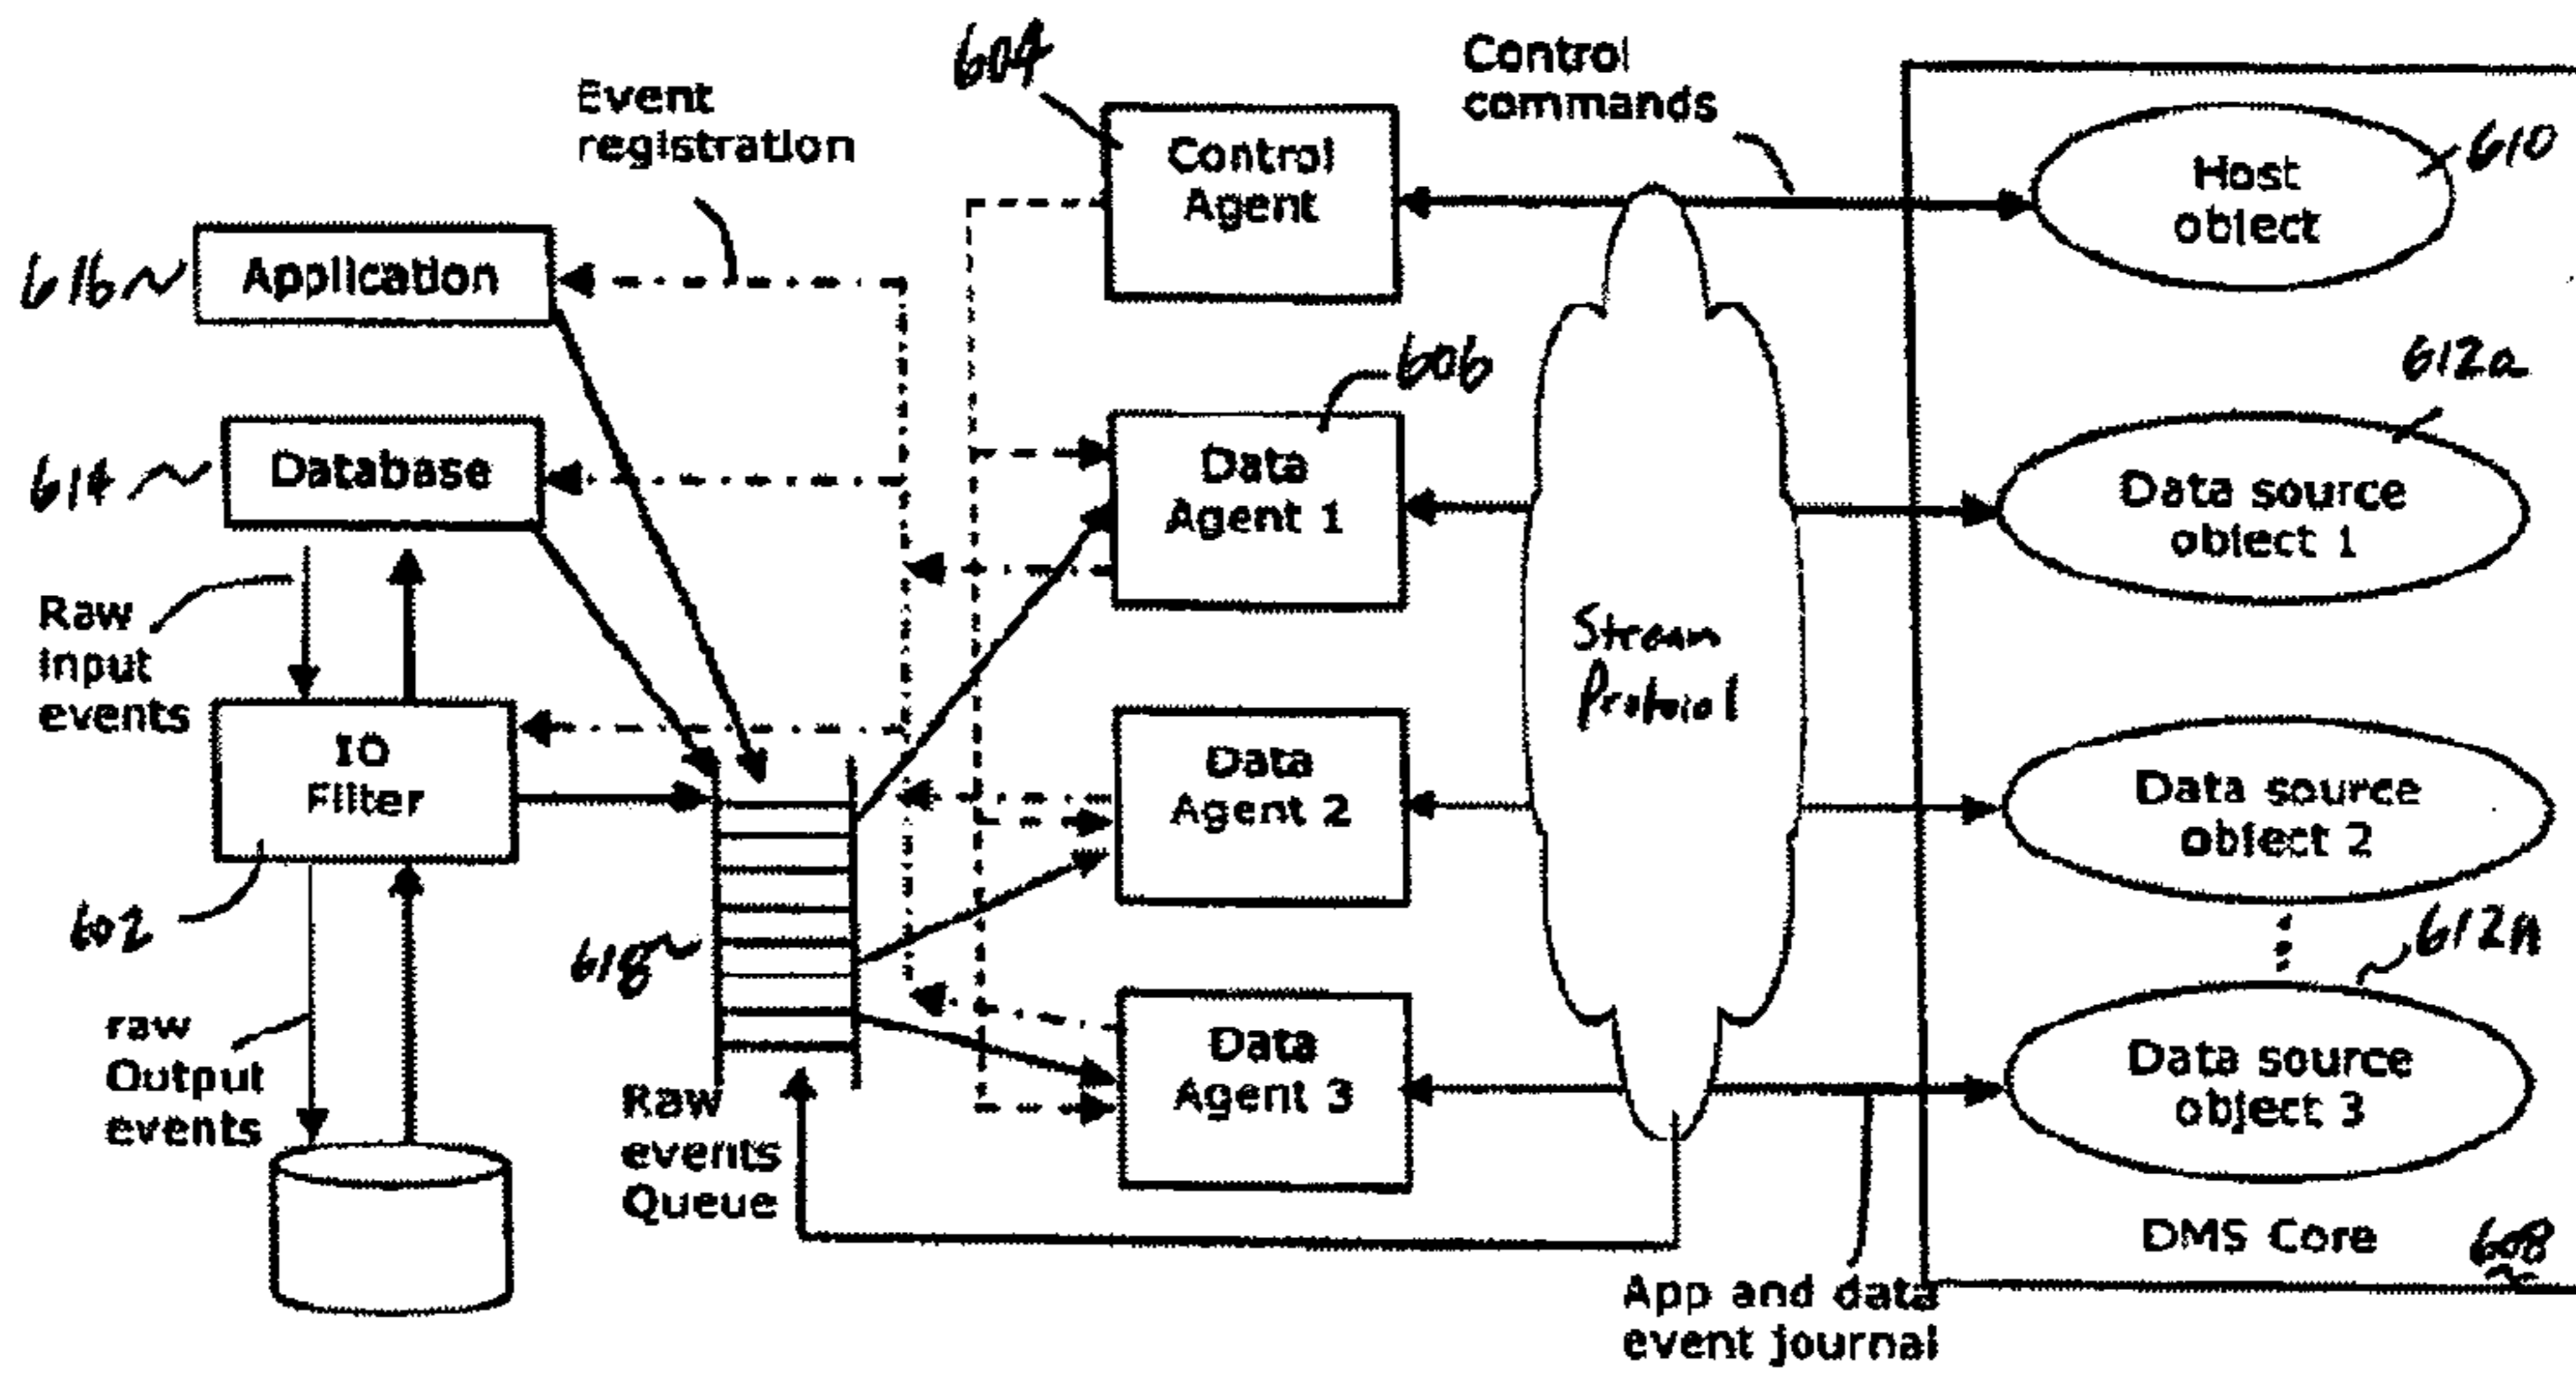 604
Control
commands
Event
registration
Control
Agent
Host
object
610
616
Application
606
612a
614
Database
Data
Agent 1
Data source
object 1
Raw
input
events
Stream
Protocol
IO
Filter
Data
Agent 2
Data source
object 2
602
618
612n
raw
Output
events
Raw
events
Queue
Data
Agent 3
Data source
object 3
DMS Core
608
App and data
event journal